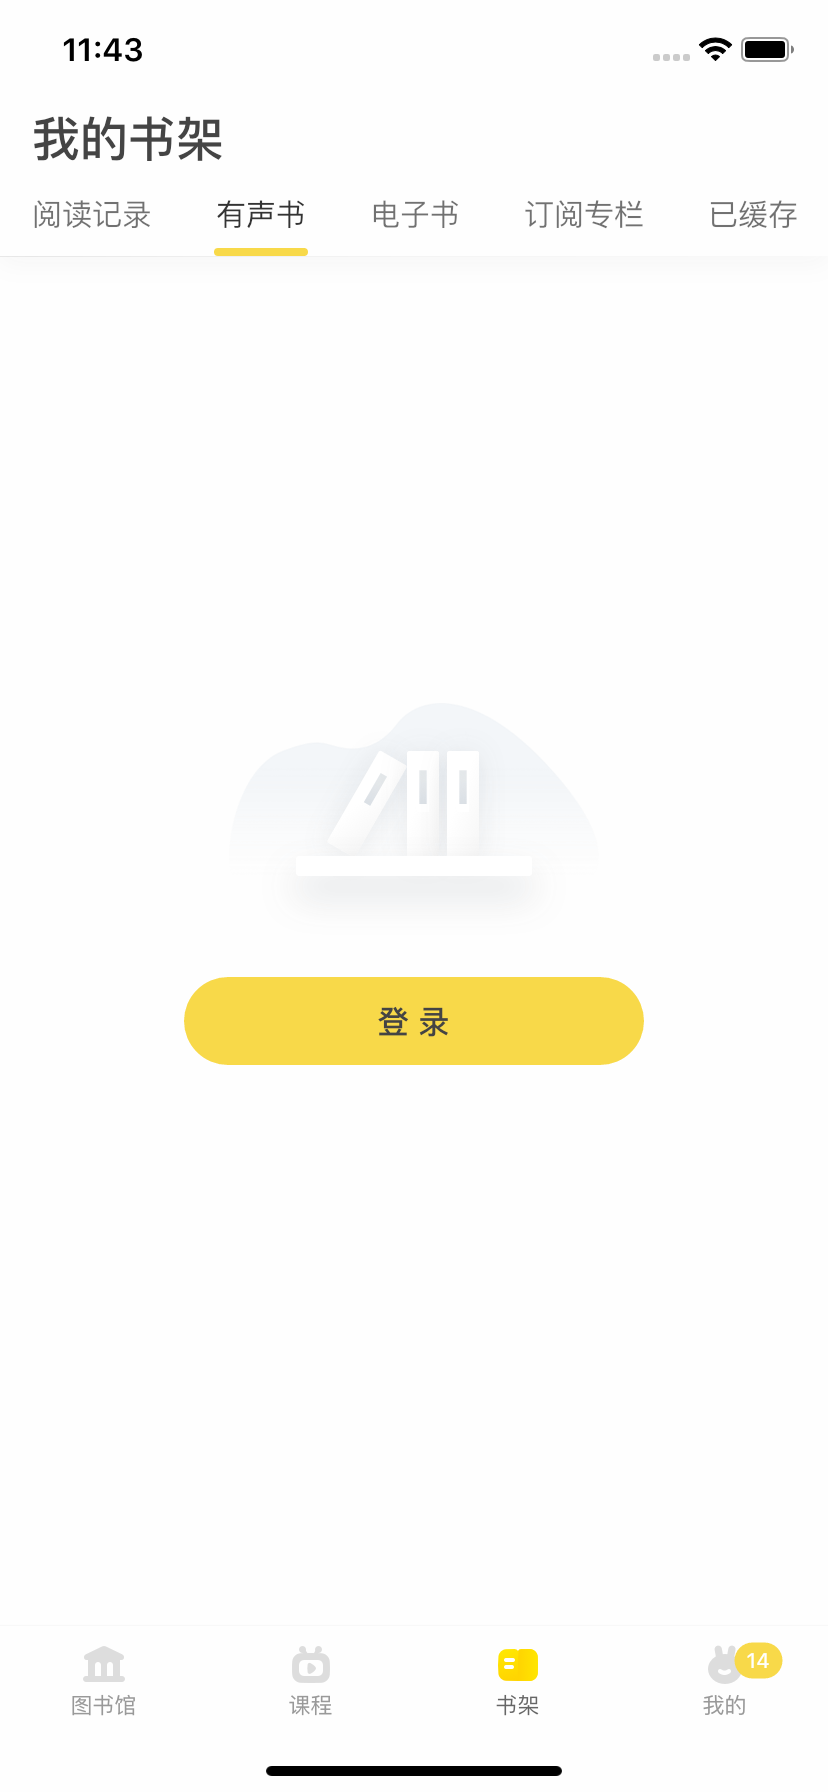 11:43
我的书架
阅读记录 有声书 电子书 订阅专栏 已缓存
登 录
14
图书馆 课程 书架 我的